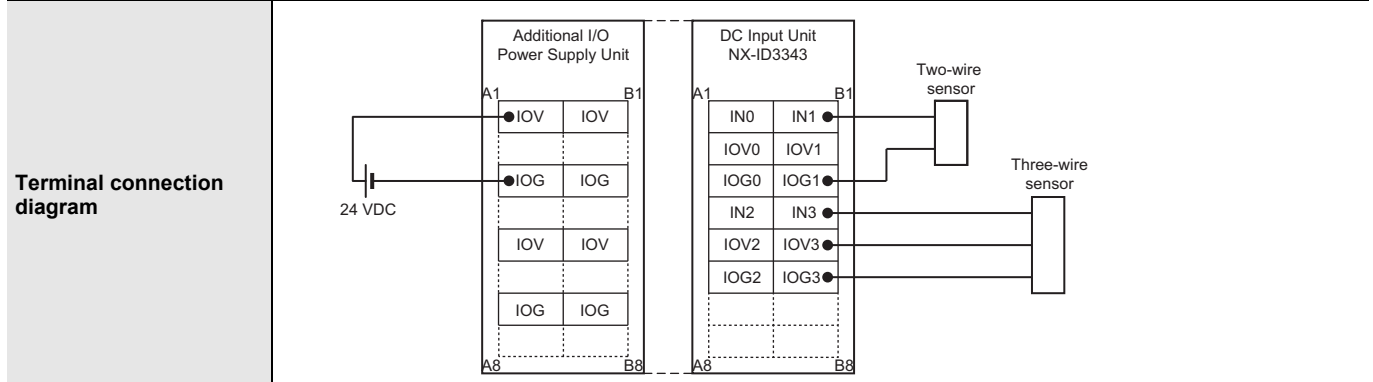 Terminal connection
diagram
Additional I/O
Power Supply Unit
A1
B1
IOV IOV
IOG IOG
IOV IOV
IOG IOG
A8
B8
24 VDC
DC Input Unit
NX-ID3343
A1
B1
IN0 IN1
IOV0 IOV1
IOG0 IOG1
IN2 IN3
IOV2 IOV3
IOG2 IOG3
A8
B8
Two-wire
sensor
Three-wire
sensor